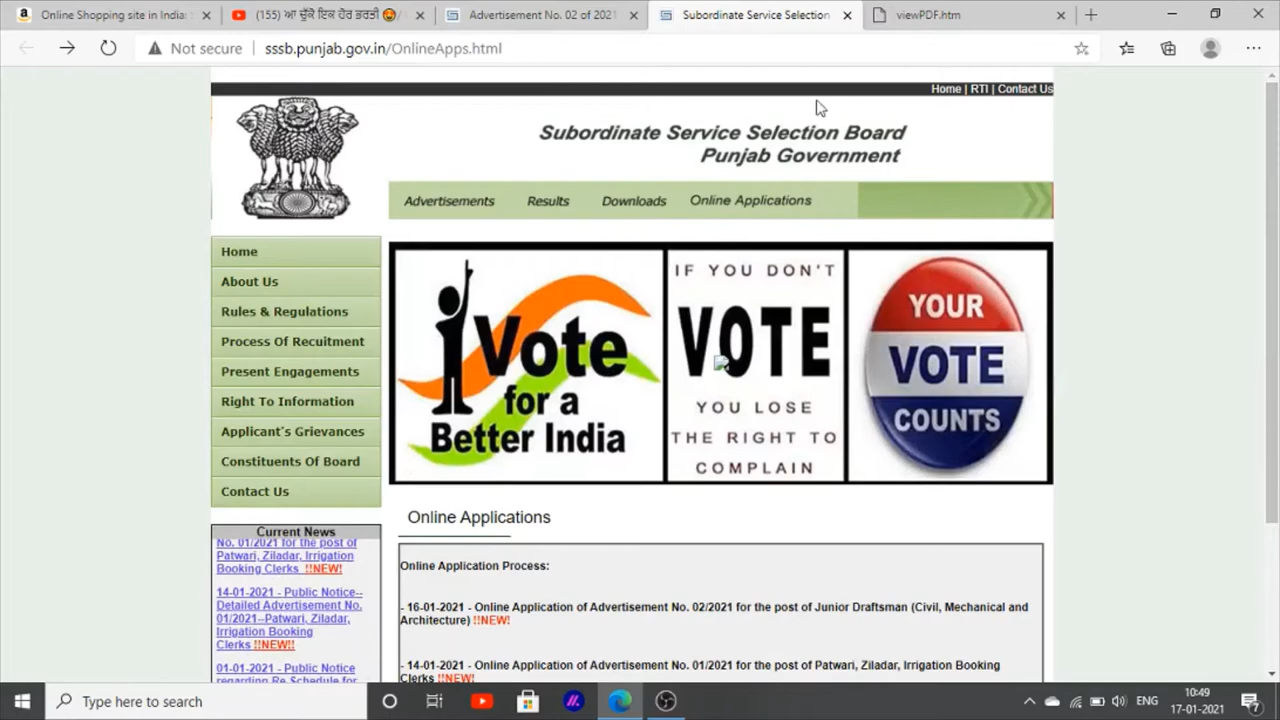 Online Shopping site in India:
(155) ਆ ਚੁੱਕੀ ਇਕ ਹੋਰ ਭਰਤੀ
Advertisement No. 02 of 2021
Subordinate Service Selection
viewPDF.htm
Not secure
sssb.punjab.gov.in/OnlineApps.html
Home | RTI | Contact Us
Subordinate Service Selection Board
Punjab Government
Advertisements
Results
Downloads
Online Applications
Home
About Us
Rules & Regulations
Process Of Recuitment
Present Engagements
Right To Information
Applicant's Grievances
Constituents Of Board
Contact Us
Vote
for a
Better India
IF YOU DON'T
VOTE
YOU LOSE
THE RIGHT TO
COMPLAIN
YOUR
VOTE
COUNTS
Current News
No. 01/2021 for the post of
Patwari, Ziladar, Irrigation
Booking Clerks !!NEW!
14-01-2021 - Public Notice--
Detailed Advertisement No.
01/2021--Patwari, Ziladar,
Irrigation Booking
Clerks !!NEW!!
01-01-2021 - Public Notice
regarding Re-Schedule for
Online Applications
Online Application Process:
- 16-01-2021 - Online Application of Advertisement No. 02/2021 for the post of Junior Draftsman (Civil, Mechanical and
Architecture) !!NEW!
- 14-01-2021 - Online Application of Advertisement No. 01/2021 for the post of Patwari, Ziladar, Irrigation Booking
Clerks !!NEW!
Type here to search
ENG
10:49
17-01-2021
7